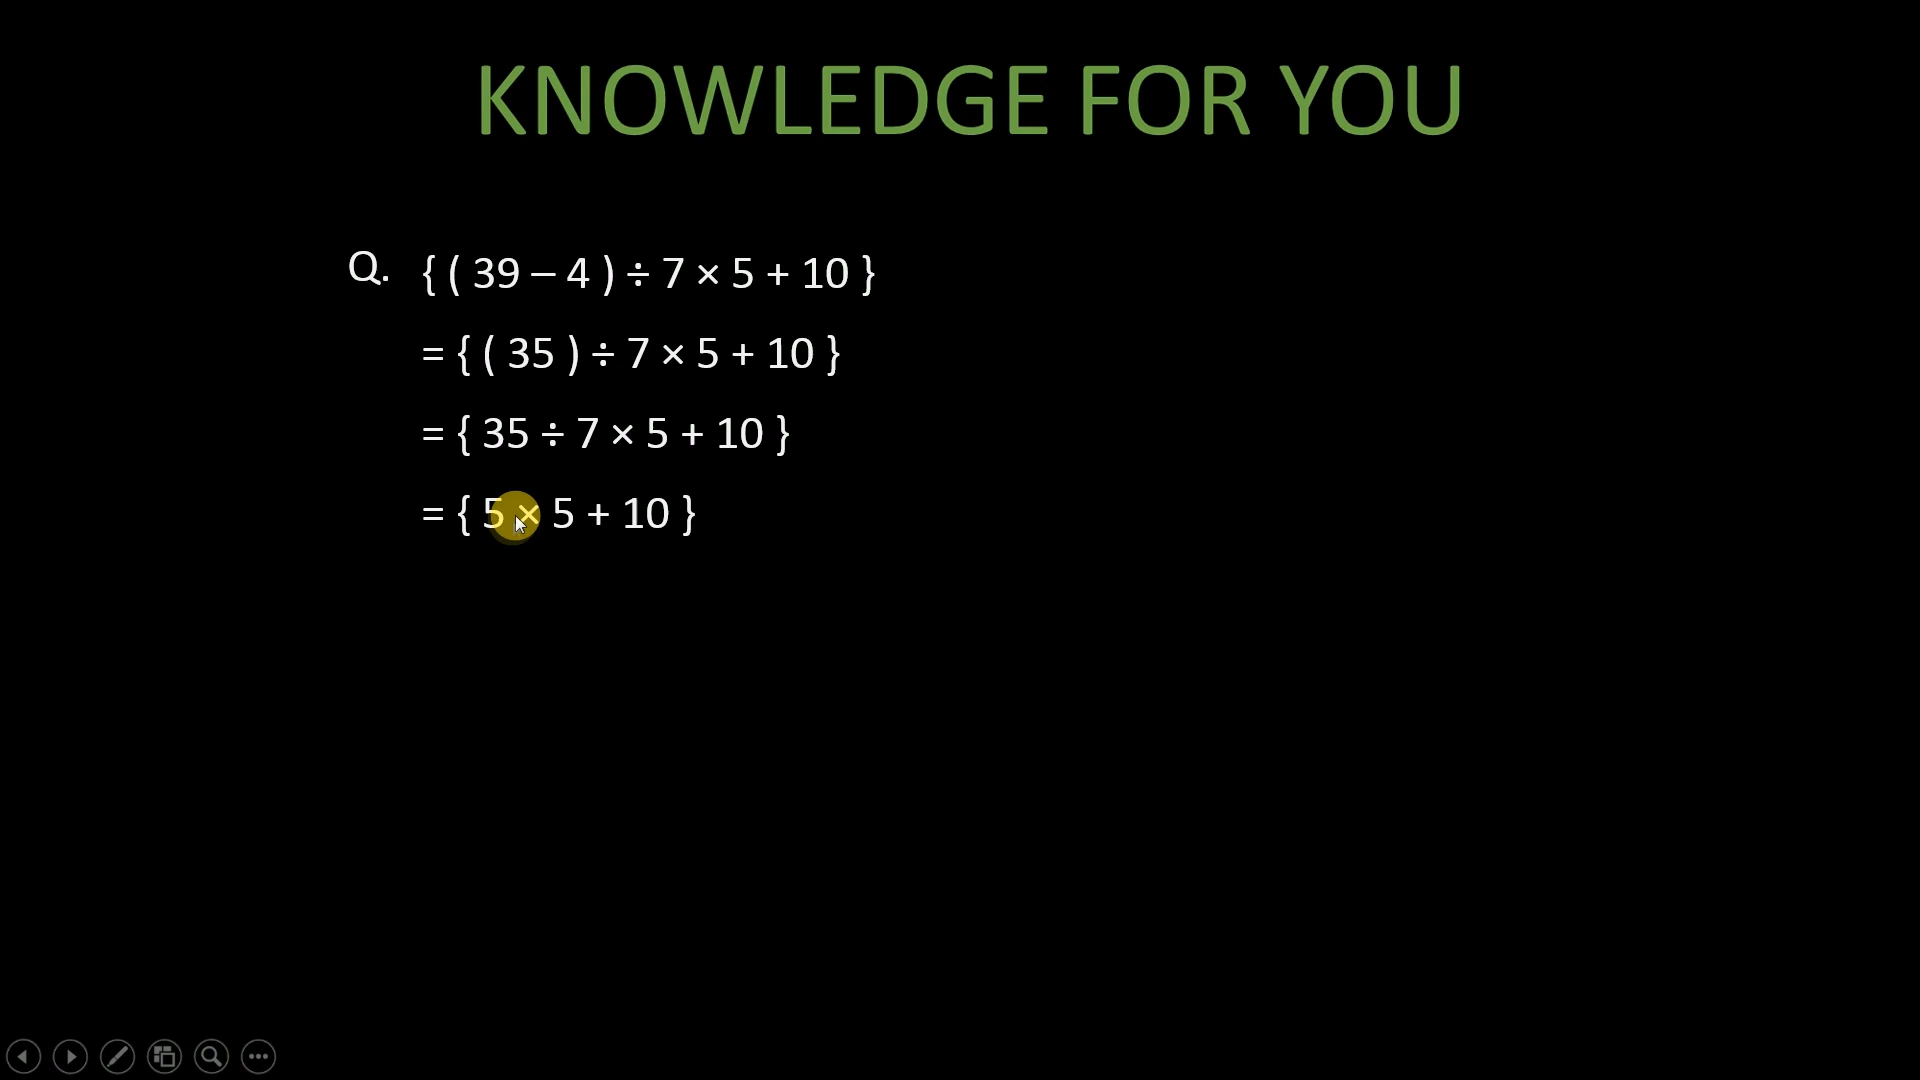 KNOWLEDGE FOR YOU
Q. { ( 39 – 4 ) ÷ 7 × 5 + 10 }
= { ( 35 ) ÷ 7 × 5 + 10 }
= { 35 ÷ 7 × 5 + 10 }
= { 5 × 5 + 10 }